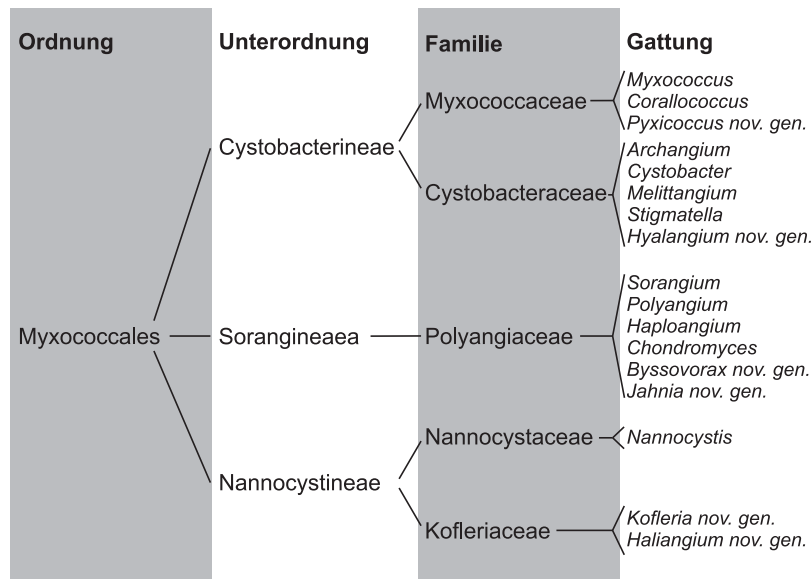 Ordnung Unterordnung Familie Gattung
Myxococcales
Cystobacterineae
Sorangineaea
Nannocystineae
Myxococcaceae
Cystobacteraceae
Polyangiaceae
Nannocystaceae
Kofleriaceae
Myxococcus
Corallococcus
Pyxicoccus nov. gen.
Archangium
Cystobacter
Melittangium
Stigmatella
Hyalangium nov. gen.
Sorangium
Polyangium
Haploangium
Chondromyces
Byssovorax nov. gen.
Jahnia nov. gen.
Nannocystis
Kofleria nov. gen.
Haliangium nov. gen.